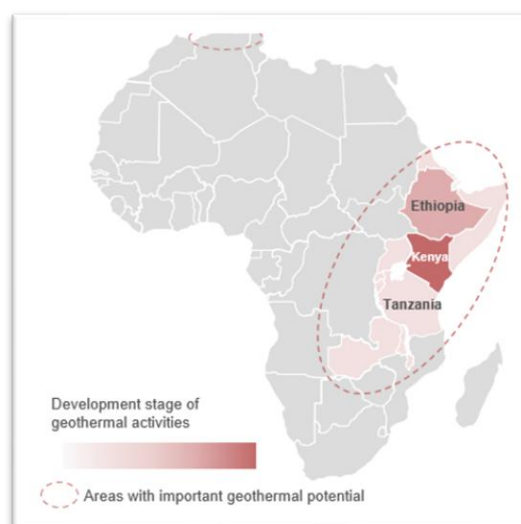 Ethiopia
Kenya
Tanzania
Development stage of
geothermal activities
Areas with important geothermal potential